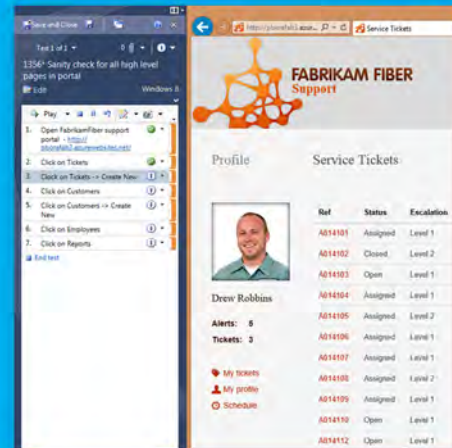 Save and Close
Test 1 of 1
0
1356* Sanity check for all high level
pages in portal
Edit
Windows 8
Play
1. Open FabrikamFiber support
portal - http://
2. Click on Tickets
3. Click on Tickets -> Create New
4. Click on Customers
5. Click on Customers -> Create
New
6. Click on Employees
7. Click on Reports
End test
Service Tickets
FABRIKAM FIBER
Support
Profile
Service Tickets
Ref Status Escalation
A014101 Assigned Level 1
A014102 Closed Level 2
A014103 Open Level 1
A014104 Assigned Level 1
A014105 Assigned Level 2
A014106 Assigned Level 1
A014107 Assigned Level 1
A014108 Assigned Level 2
A014109 Assigned Level 1
A014110 Open Level 1
A014112 Open Level 1
Drew Robbins
Alerts: 5
Tickets: 3
My tickets
My profile
Schedule